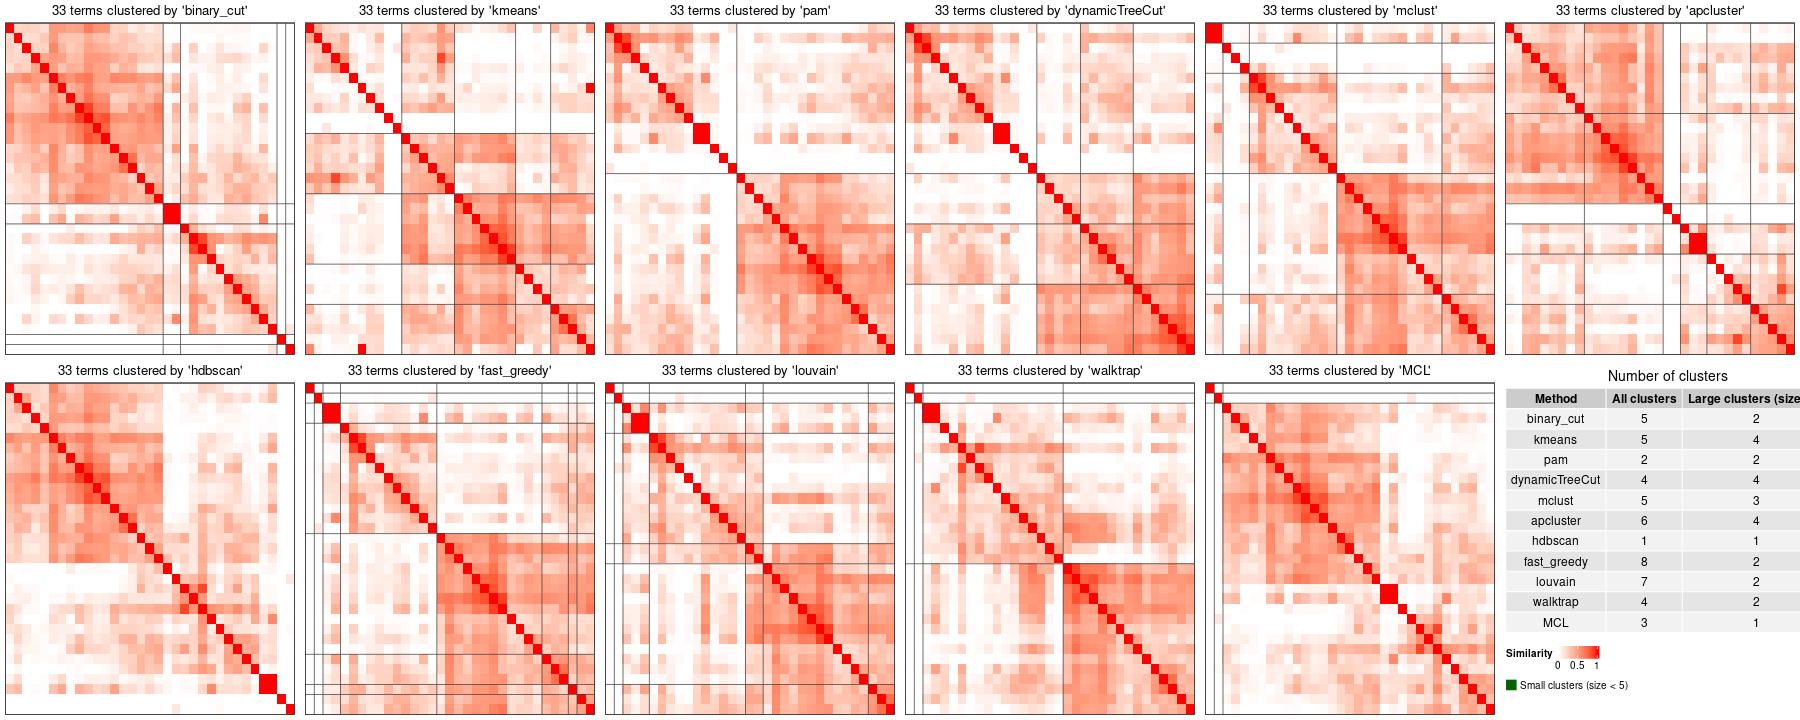 33 terms clustered by 'binary_cut'
33 terms clustered by 'kmeans'
33 terms clustered by 'pam'
33 terms clustered by 'dynamicTreeCut'
33 terms clustered by 'mclust'
33 terms clustered by 'apcluster'
33 terms clustered by 'hdbscan'
33 terms clustered by 'fast_greedy'
33 terms clustered by 'louvain'
33 terms clustered by 'walktrap'
33 terms clustered by 'MCL'
Number of clusters
Method All clusters Large clusters (size
binary_cut 5 2
kmeans 5 4
pam 2 2
dynamicTreeCut 4 4
mclust 5 3
apcluster 6 4
hdbscan 1 1
fast_greedy 8 2
louvain 7 2
walktrap 4 2
MCL 3 1
Similarity
0 0.5 1
Small clusters (size < 5)